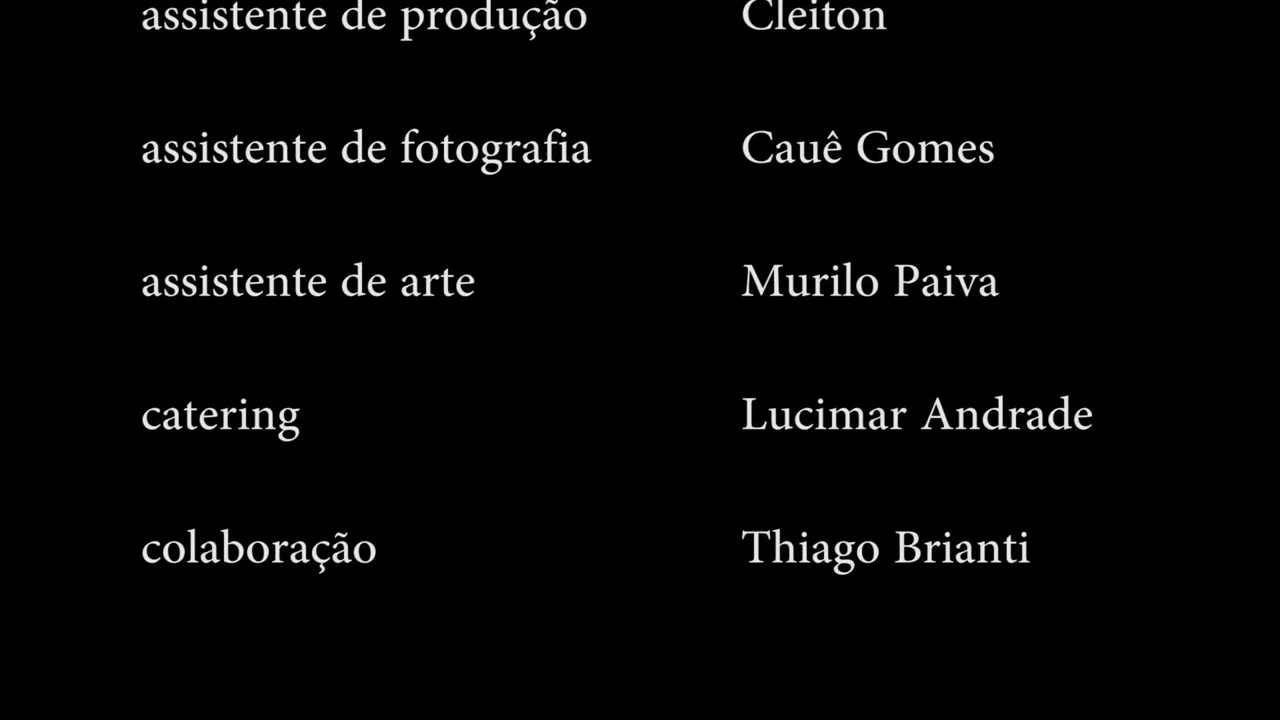 assistente de produção Cleiton
assistente de fotografia Cauê Gomes
assistente de arte Murilo Paiva
catering Lucimar Andrade
colaboração Thiago Brianti